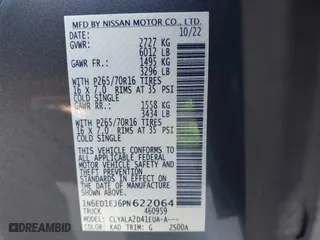 MFD BY NISSAN MOTOR CO., LTD.
DATE: 10/22
GVWR: 2727 KG
6012 LB
GAWR FR: 1495 KG
3296 LB
WITH P265/70R16 TIRES
16 X 7.0 RIMS AT 35 PSI
COLD SINGLE
GAWR RR: 1558 KG
3434 LB
WITH P265/70R16 TIRES
16 X 7.0 RIMS AT 35 PSI
COLD SINGLE
THIS VEHICLE CONFORMS TO ALL
APPLICABLE FEDERAL MOTOR
VEHICLE SAFETY AND THEFT
PREVENTION STANDARDS IN EFFECT
ON THE DATE OF MANUFACTURE
SHOWN ABOVE.
1N6ED1EJ6PN622064
TRUCK 460959
MODEL: CLYALAZD41EUA-A---
COLOR: KAD TRIM: G ZS00A